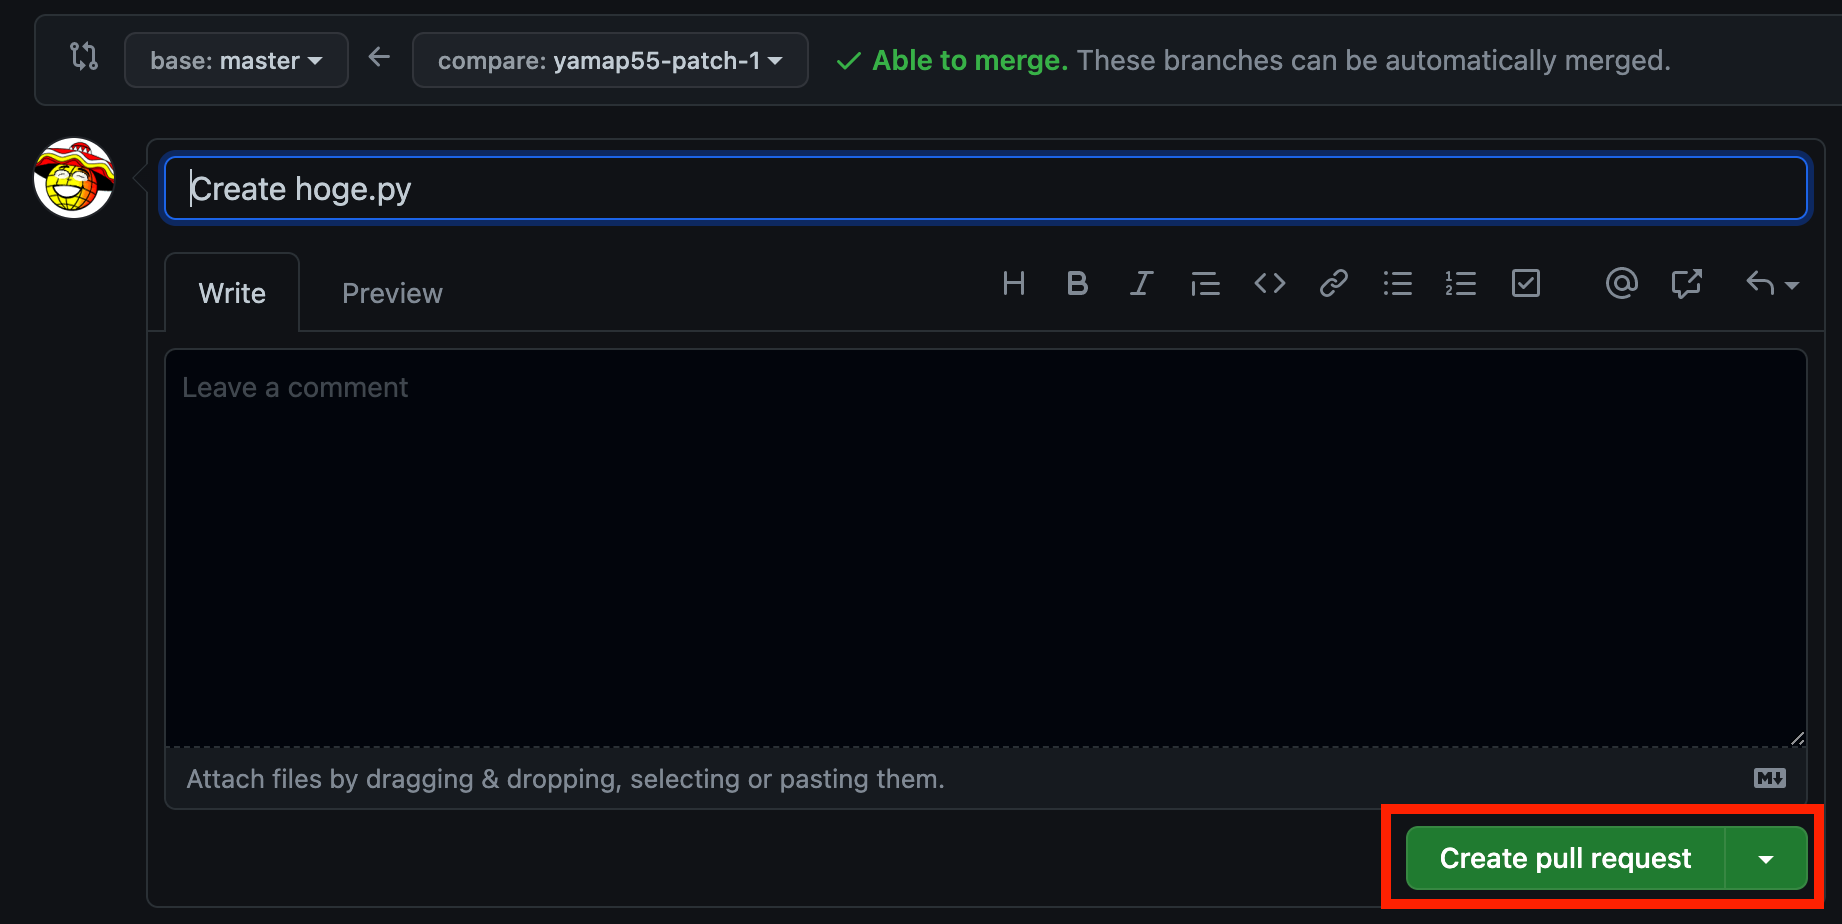 base: master compare: yamap55-patch-1 Able to merge. These branches can be automatically merged.
Create hoge.py
Write Preview
Leave a comment
Attach files by dragging & dropping, selecting or pasting them.
Create pull request